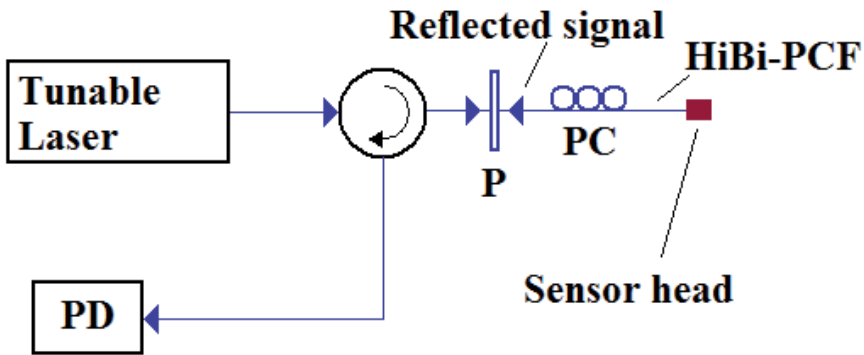 Reflected signal
HiBi-PCF
Tunable
Laser
PC
P
Sensor head
PD